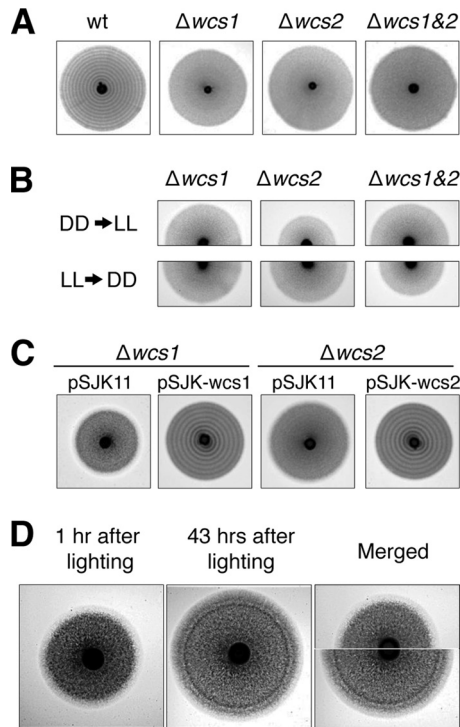 A
wt
Δwcs1
Δwcs2
Δwcs1&2
B
Δwcs1
Δwcs2
Δwcs1&2
DD➔LL
LL➔DD
C
Δwcs1
Δwcs2
pSJK11
pSJK-wcs1
pSJK11
pSJK-wcs2
D
1 hr after
lighting
43 hrs after
lighting
Merged